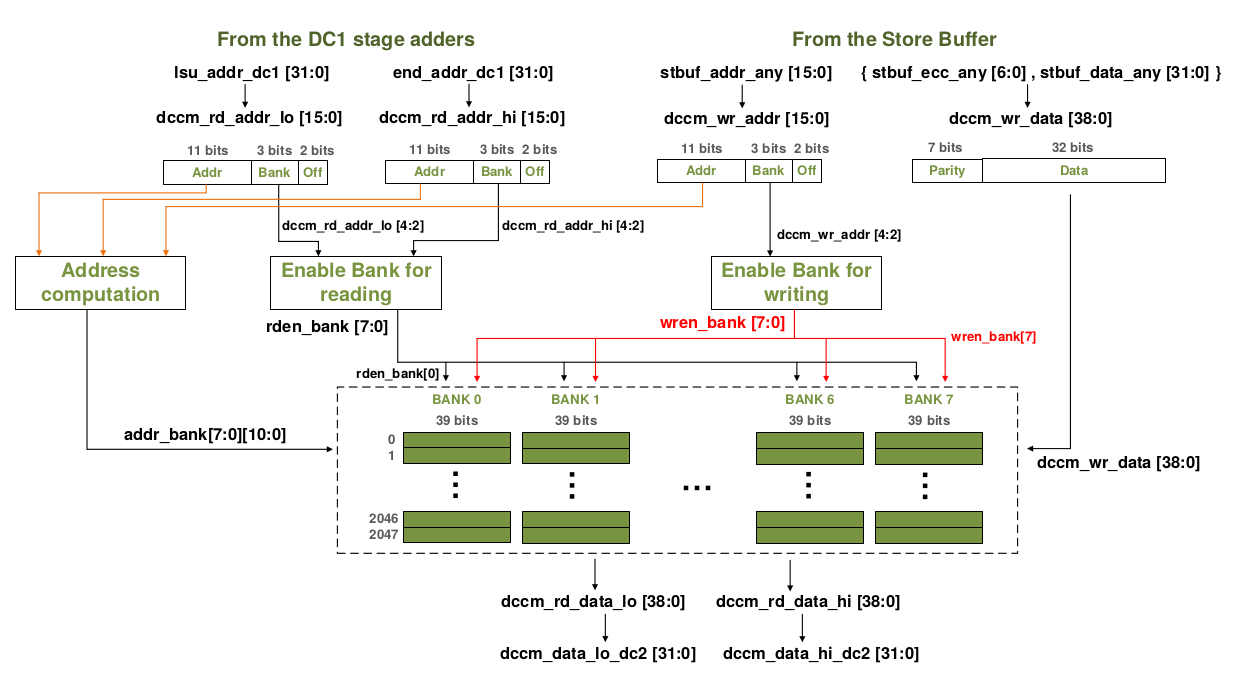 From the DC1 stage adders
From the Store Buffer
lsu_addr_dc1 [31:0]
end_addr_dc1 [31:0]
stbuf_addr_any [15:0]
{ stbuf_ecc_any [6:0] , stbuf_data_any [31:0] }
dccm_rd_addr_lo [15:0]
dccm_rd_addr_hi [15:0]
dccm_wr_addr [15:0]
dccm_wr_data [38:0]
11 bits
3 bits
2 bits
11 bits
3 bits
2 bits
11 bits
3 bits
2 bits
7 bits
32 bits
Addr
Bank
Off
Addr
Bank
Off
Addr
Bank
Off
Parity
Data
dccm_rd_addr_lo [4:2]
dccm_rd_addr_hi [4:2]
dccm_wr_addr [4:2]
Address
computation
Enable Bank for
reading
Enable Bank for
writing
rden_bank [7:0]
wren_bank [7:0]
wren_bank[7]
rden_bank[0]
BANK 0
BANK 1
BANK 6
BANK 7
39 bits
39 bits
39 bits
39 bits
addr_bank[7:0][10:0]
0
1
...
dccm_wr_data [38:0]
2046
2047
dccm_rd_data_lo [38:0]
dccm_rd_data_hi [38:0]
dccm_data_lo_dc2 [31:0]
dccm_data_hi_dc2 [31:0]